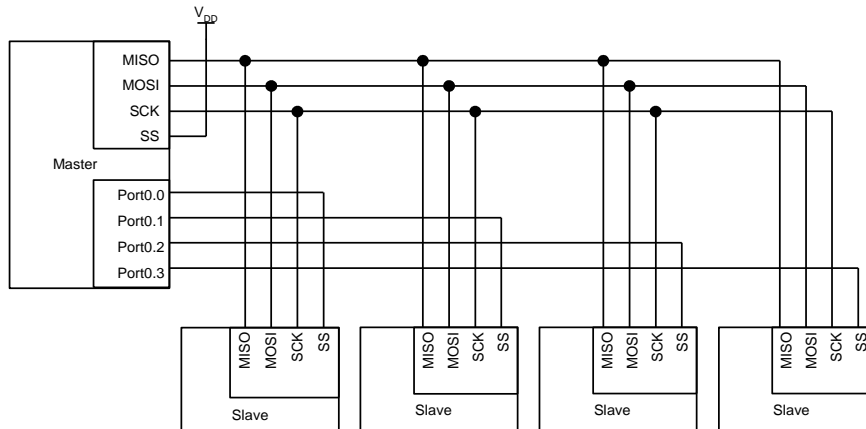 VDD
MISO
MOSI
SCK
SS
Master
Port0.0
Port0.1
Port0.2
Port0.3
MISO
MOSI
SCK
SS
Slave
MISO
MOSI
SCK
SS
Slave
MISO
MOSI
SCK
SS
Slave
MISO
MOSI
SCK
SS
Slave